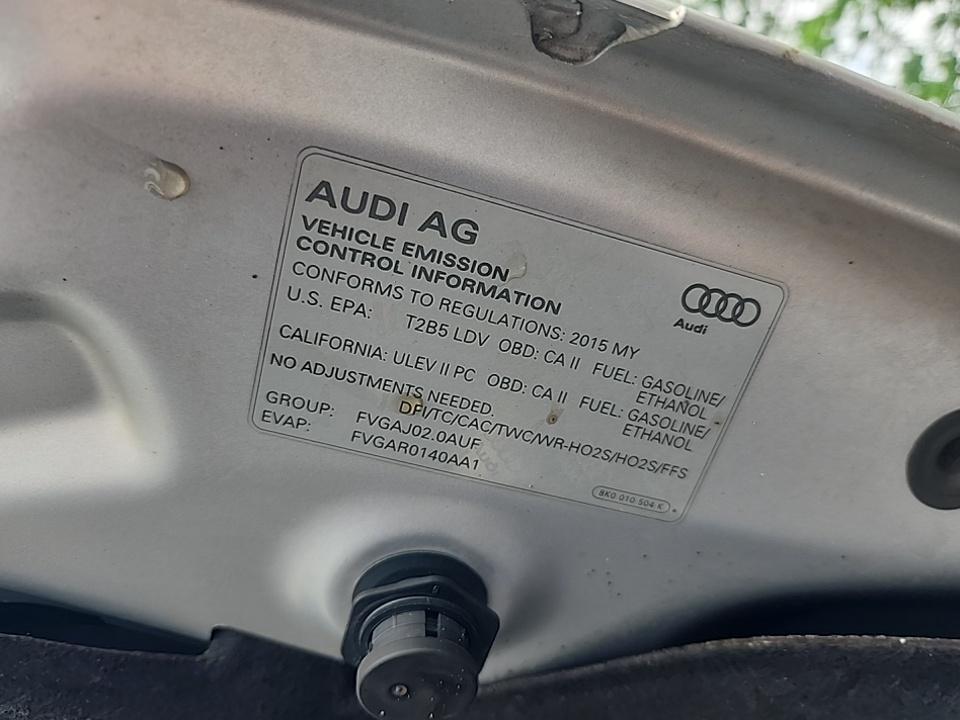 AUDI AG
VEHICLE EMISSION
CONTROL INFORMATION
CONFORMS TO REGULATIONS: 2015 MY
U.S. EPA: T2B5 LDV OBD: CA II FUEL: GASOLINE/
ETHANOL
CALIFORNIA: ULEV II PC OBD: CA II FUEL: GASOLINE/
ETHANOL
NO ADJUSTMENTS NEEDED.
DFI/TC/CAC/TWC/WR-HO2S/HO2S/FFS
GROUP: FVGAJ02.0AUF
EVAP: FVGAR0140AA1
8K0 010 504 K
Audi